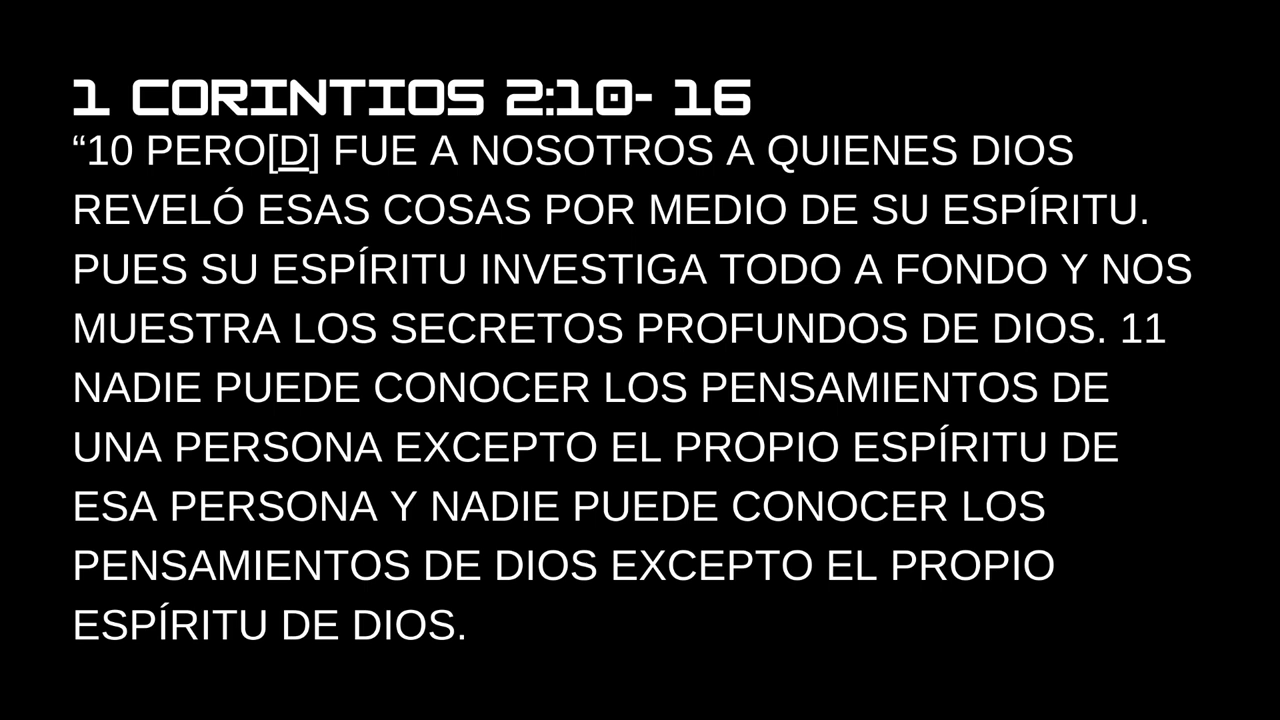 1 CORINTIOS 2:10- 16
“10 PERO[D] FUE A NOSOTROS A QUIENES DIOS
REVELÓ ESAS COSAS POR MEDIO DE SU ESPÍRITU.
PUES SU ESPÍRITU INVESTIGA TODO A FONDO Y NOS
MUESTRA LOS SECRETOS PROFUNDOS DE DIOS. 11
NADIE PUEDE CONOCER LOS PENSAMIENTOS DE
UNA PERSONA EXCEPTO EL PROPIO ESPÍRITU DE
ESA PERSONA Y NADIE PUEDE CONOCER LOS
PENSAMIENTOS DE DIOS EXCEPTO EL PROPIO
ESPÍRITU DE DIOS.